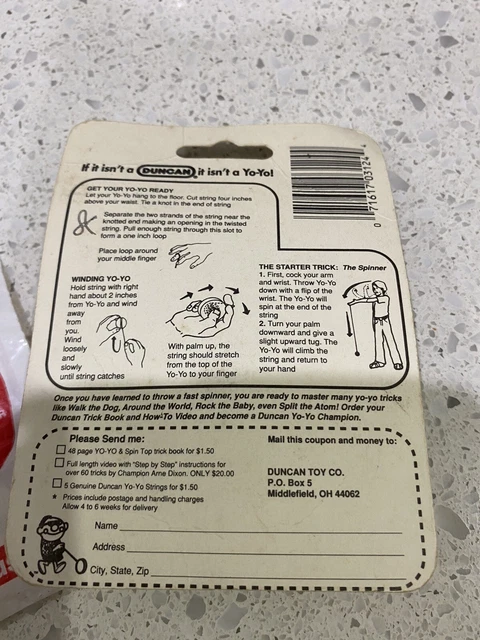 If it isn't a DUNCAN it isn't a Yo-Yo!
GET YOUR YO-YO READY
Let your Yo-Yo hang to the floor. Cut string four inches
above your waist. Tie a knot in the end of string
Separate the two strands of the string near the
knotted end making an opening in the twisted
string. Pull enough string through this slot to
form a one inch loop
Place loop around
your middle finger
0 71617 03124 4
WINDING YO-YO
Hold string with right
hand about 2 inches
from Yo-Yo and wind
away
from
you.
Wind
loosely
and
slowly
until string catches
With palm up, the
string should stretch
from the top of the
Yo-Yo to your finger
THE STARTER TRICK: The Spinner
1. First, cock your arm
and wrist. Throw Yo-Yo
down with a flip of the
wrist. The Yo-Yo will
spin at the end of the
string
2. Turn your palm
downward and give a
slight upward tug. The
Yo-Yo will climb the
string and return to
your hand
Once you have learned to throw a fast spinner, you are ready to master many yo-yo tricks
like Walk the Dog, Around the World, Rock the Baby, even Split the Atom! Order your
Duncan Trick Book and How-To Video and become a Duncan Yo-Yo Champion.
Please Send me:
48 page YO-YO & Spin Top trick book for $1.50
Full length video with "Step by Step" instructions for
over 60 tricks by Champion Arne Dixon. ONLY $20.00
5 Genuine Duncan Yo-Yo Strings for $1.50
* Prices include postage and handling charges
Allow 4 to 6 weeks for delivery
Mail this coupon and money to:
DUNCAN TOY CO.
P.O. Box 5
Middlefield, OH 44062
Name
Address
City, State, Zip